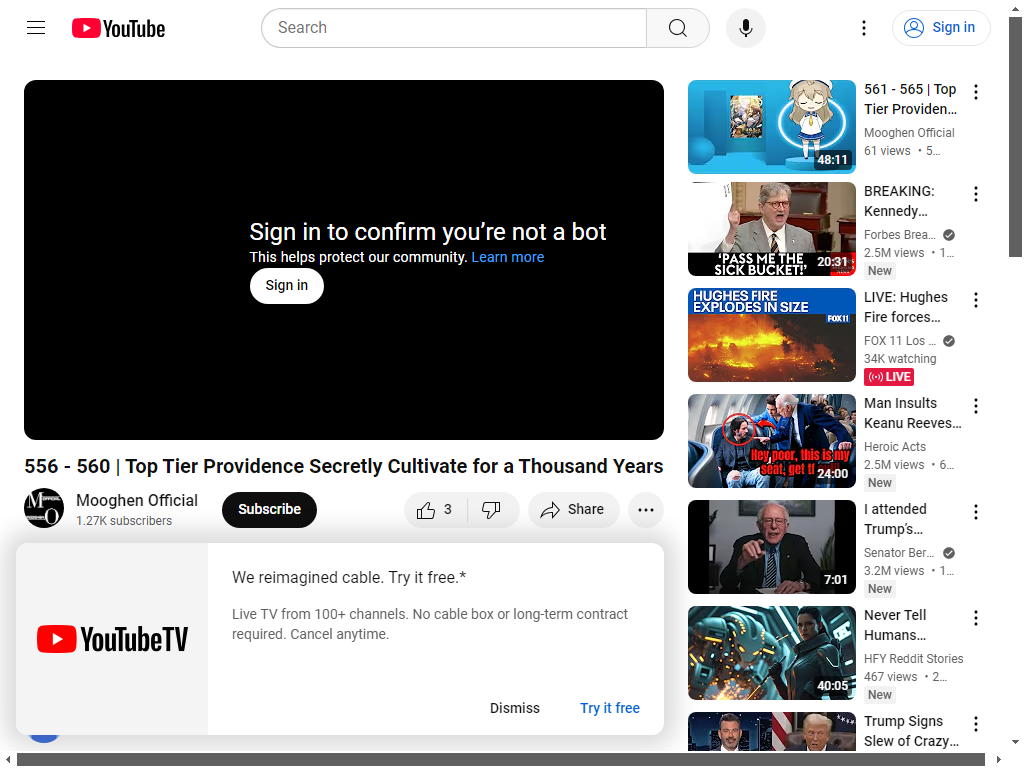 YouTube
Search
Sign in
Sign in to confirm you're not a bot
This helps protect our community. Learn more
Sign in
556 - 560 | Top Tier Providence Secretly Cultivate for a Thousand Years
Mooghen Official
1.27K subscribers
Subscribe
3
Share
YouTubeTV
We reimagined cable. Try it free.*
Live TV from 100+ channels. No cable box or long-term contract
required. Cancel anytime.
Dismiss
Try it free
48:11
561 - 565 | Top
Tier Providen...
Mooghen Official
61 views • 5...
'PASS ME THE
SICK BUCKET!'
20:31
BREAKING:
Kennedy...
Forbes Brea...
2.5M views • 1...
New
HUGHES FIRE
EXPLODES IN SIZE
FOX 11
LIVE: Hughes
Fire forces...
FOX 11 Los ...
34K watching
LIVE
Hey poor, this is my
seat, get
24:00
Man Insults
Keanu Reeves...
Heroic Acts
2.5M views • 6...
New
7:01
I attended
Trump's...
Senator Ber...
3.2M views • 1...
New
40:05
Never Tell
Humans...
HFY Reddit Stories
467 views • 2...
New
Trump Signs
Slew of Crazy...